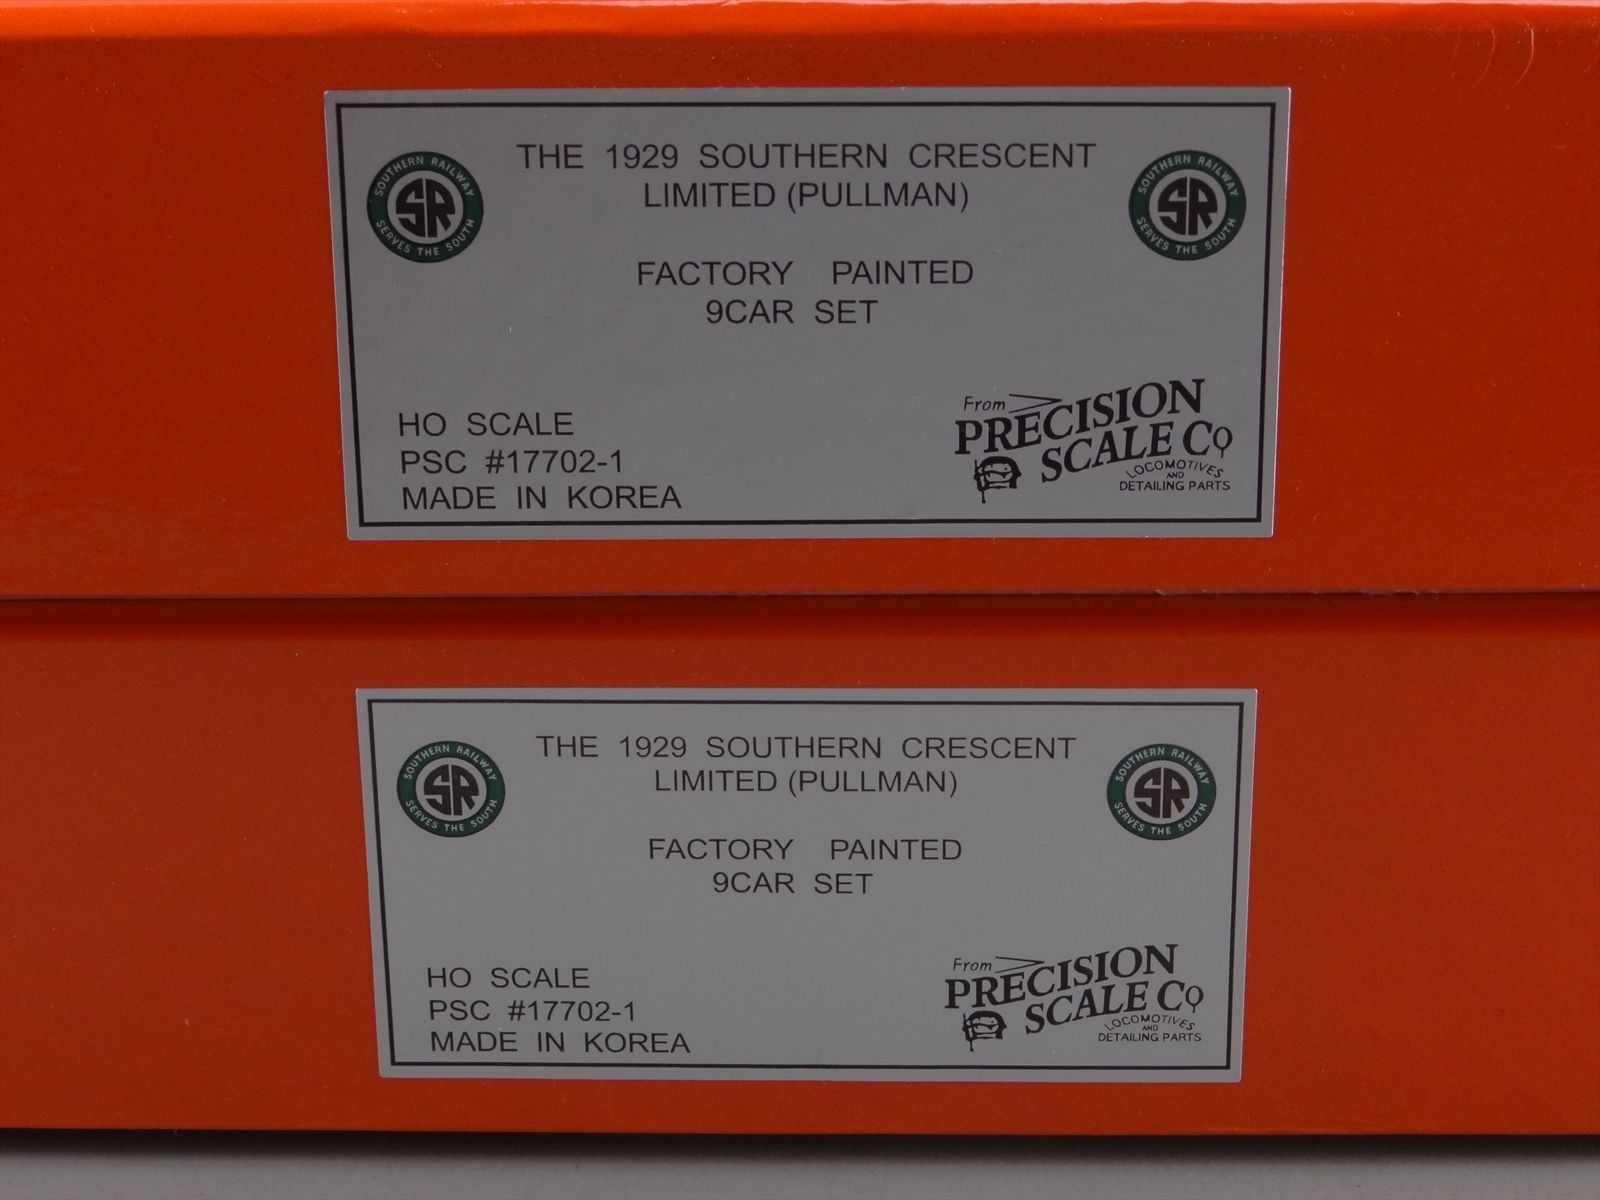 THE 1929 SOUTHERN CRESCENT
LIMITED (PULLMAN)
SOUTHERN RAILWAY
SR
SERVES THE SOUTH
SOUTHERN RAILWAY
SR
SERVES THE SOUTH
FACTORY PAINTED
9CAR SET
HO SCALE
PSC #17702-1
MADE IN KOREA
From
PRECISION
SCALE Co
LOCOMOTIVES
AND
DETAILING PARTS
THE 1929 SOUTHERN CRESCENT
LIMITED (PULLMAN)
SOUTHERN RAILWAY
SR
SERVES THE SOUTH
SOUTHERN RAILWAY
SR
SERVES THE SOUTH
FACTORY PAINTED
9CAR SET
HO SCALE
PSC #17702-1
MADE IN KOREA
From
PRECISION
SCALE Co
LOCOMOTIVES
AND
DETAILING PARTS